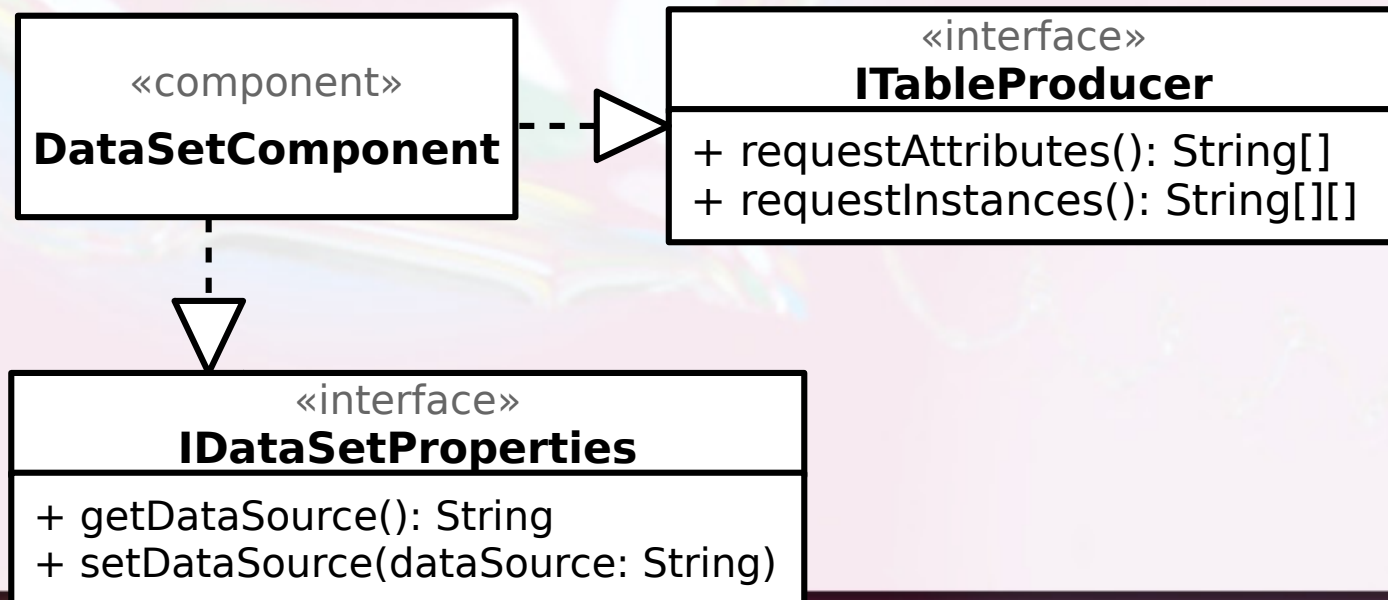 «component»
DataSetComponent
«interface»
ITableProducer
+ requestAttributes(): String[]
+ requestInstances(): String[][]
«interface»
IDataSetProperties
+ getDataSource(): String
+ setDataSource(dataSource: String)